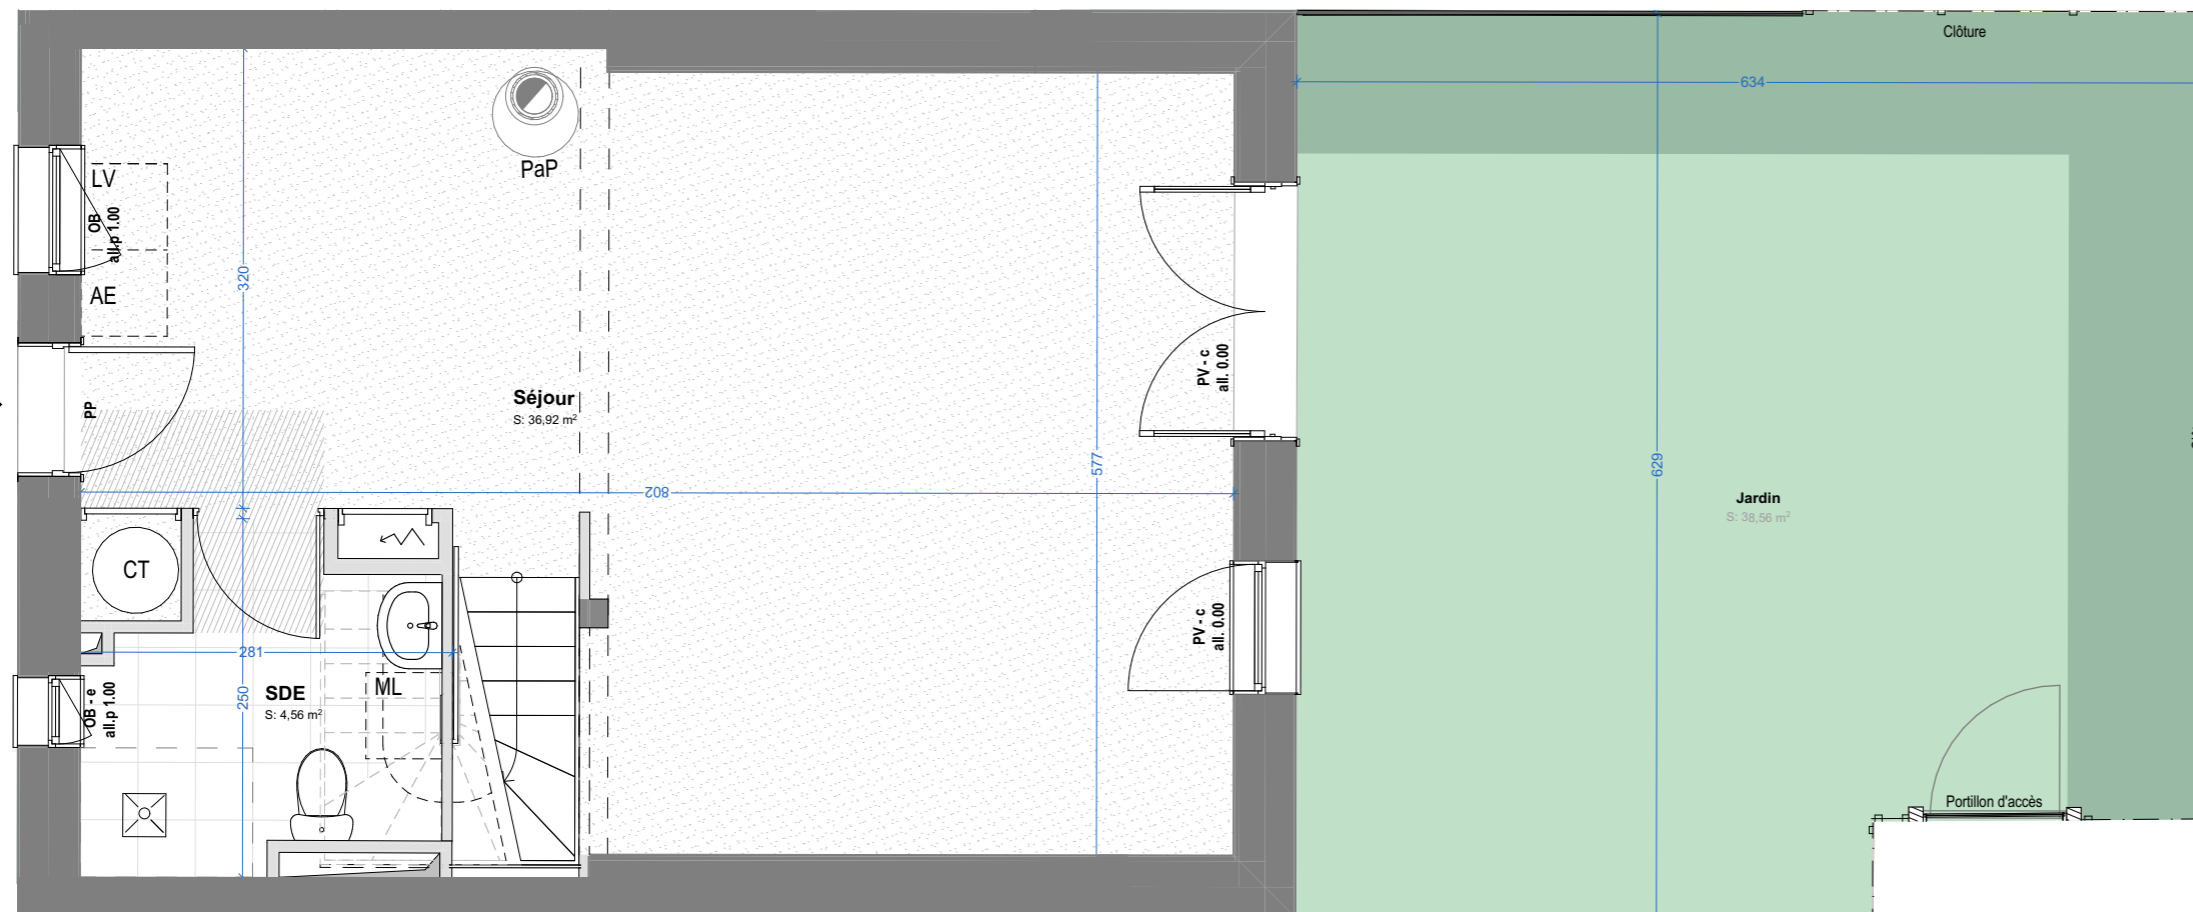 Clôture
634
PaP
LV
OB
all.p 1.00
320
AE
PV - c
all. 0.00
Séjour
S: 36,92 m²
PP
577
629
802
Jardin
S: 38,56 m²
CT
PV - c
all. 0.00
281
ML
SDE
S: 4,56 m²
250
OB - e
all.p 1.00
Portillon d'accès